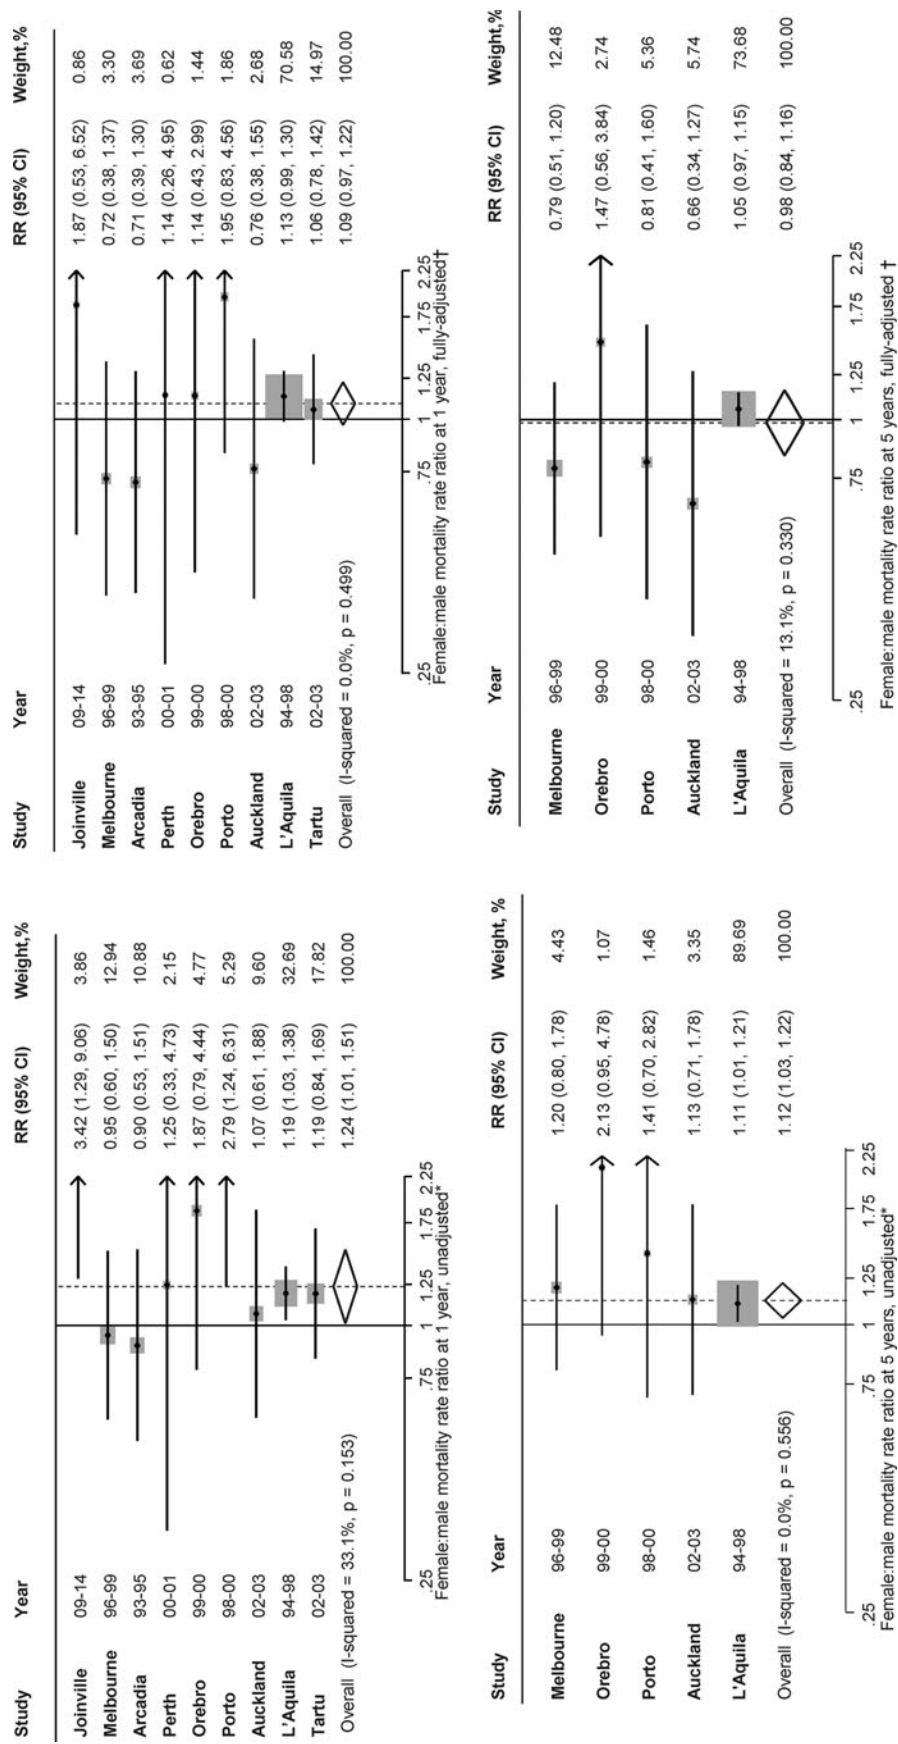 Study Year RR (95% CI) Weight,%
Joinville 09-14 3.42 (1.29, 9.06) 3.86
Melbourne 96-99 0.95 (0.60, 1.50) 12.94
Arcadia 93-95 0.90 (0.53, 1.51) 10.88
Perth 00-01 1.25 (0.33, 4.73) 2.15
Orebro 99-00 1.87 (0.79, 4.44) 4.77
Porto 98-00 2.79 (1.24, 6.31) 5.29
Auckland 02-03 1.07 (0.61, 1.88) 9.60
L'Aquila 94-98 1.19 (1.03, 1.38) 32.69
Tartu 02-03 1.19 (0.84, 1.69) 17.82
Overall (I-squared = 33.1%, p = 0.153) 1.24 (1.01, 1.51) 100.00
.25 .75 1 1.25 1.75 2.25
Female:male mortality rate ratio at 1 year, unadjusted*
Study Year RR (95% CI) Weight,%
Joinville 09-14 1.87 (0.53, 6.52) 0.86
Melbourne 96-99 0.72 (0.38, 1.37) 3.30
Arcadia 93-95 0.71 (0.39, 1.30) 3.69
Perth 00-01 1.14 (0.26, 4.95) 0.62
Orebro 99-00 1.14 (0.43, 2.99) 1.44
Porto 98-00 1.95 (0.83, 4.56) 1.86
Auckland 02-03 0.76 (0.38, 1.55) 2.68
L'Aquila 94-98 1.13 (0.99, 1.30) 70.58
Tartu 02-03 1.06 (0.78, 1.42) 14.97
Overall (I-squared = 0.0%, p = 0.499) 1.09 (0.97, 1.22) 100.00
.25 .75 1 1.25 1.75 2.25
Female:male mortality rate ratio at 1 year, fully-adjusted†
Study Year RR (95% CI) Weight, %
Melbourne 96-99 1.20 (0.80, 1.78) 4.43
Orebro 99-00 2.13 (0.95, 4.78) 1.07
Porto 98-00 1.41 (0.70, 2.82) 1.46
Auckland 02-03 1.13 (0.71, 1.78) 3.35
L'Aquila 94-98 1.11 (1.01, 1.21) 89.69
Overall (I-squared = 0.0%, p = 0.556) 1.12 (1.03, 1.22) 100.00
.25 .75 1 1.25 1.75 2.25
Female:male mortality rate ratio at 5 years, unadjusted*
Study Year RR (95% CI) Weight,%
Melbourne 96-99 0.79 (0.51, 1.20) 12.48
Orebro 99-00 1.47 (0.56, 3.84) 2.74
Porto 98-00 0.81 (0.41, 1.60) 5.36
Auckland 02-03 0.66 (0.34, 1.27) 5.74
L'Aquila 94-98 1.05 (0.97, 1.15) 73.68
Overall (I-squared = 13.1%, p = 0.330) 0.98 (0.84, 1.16) 100.00
.25 .75 1 1.25 1.75 2.25
Female:male mortality rate ratio at 5 years, fully-adjusted †